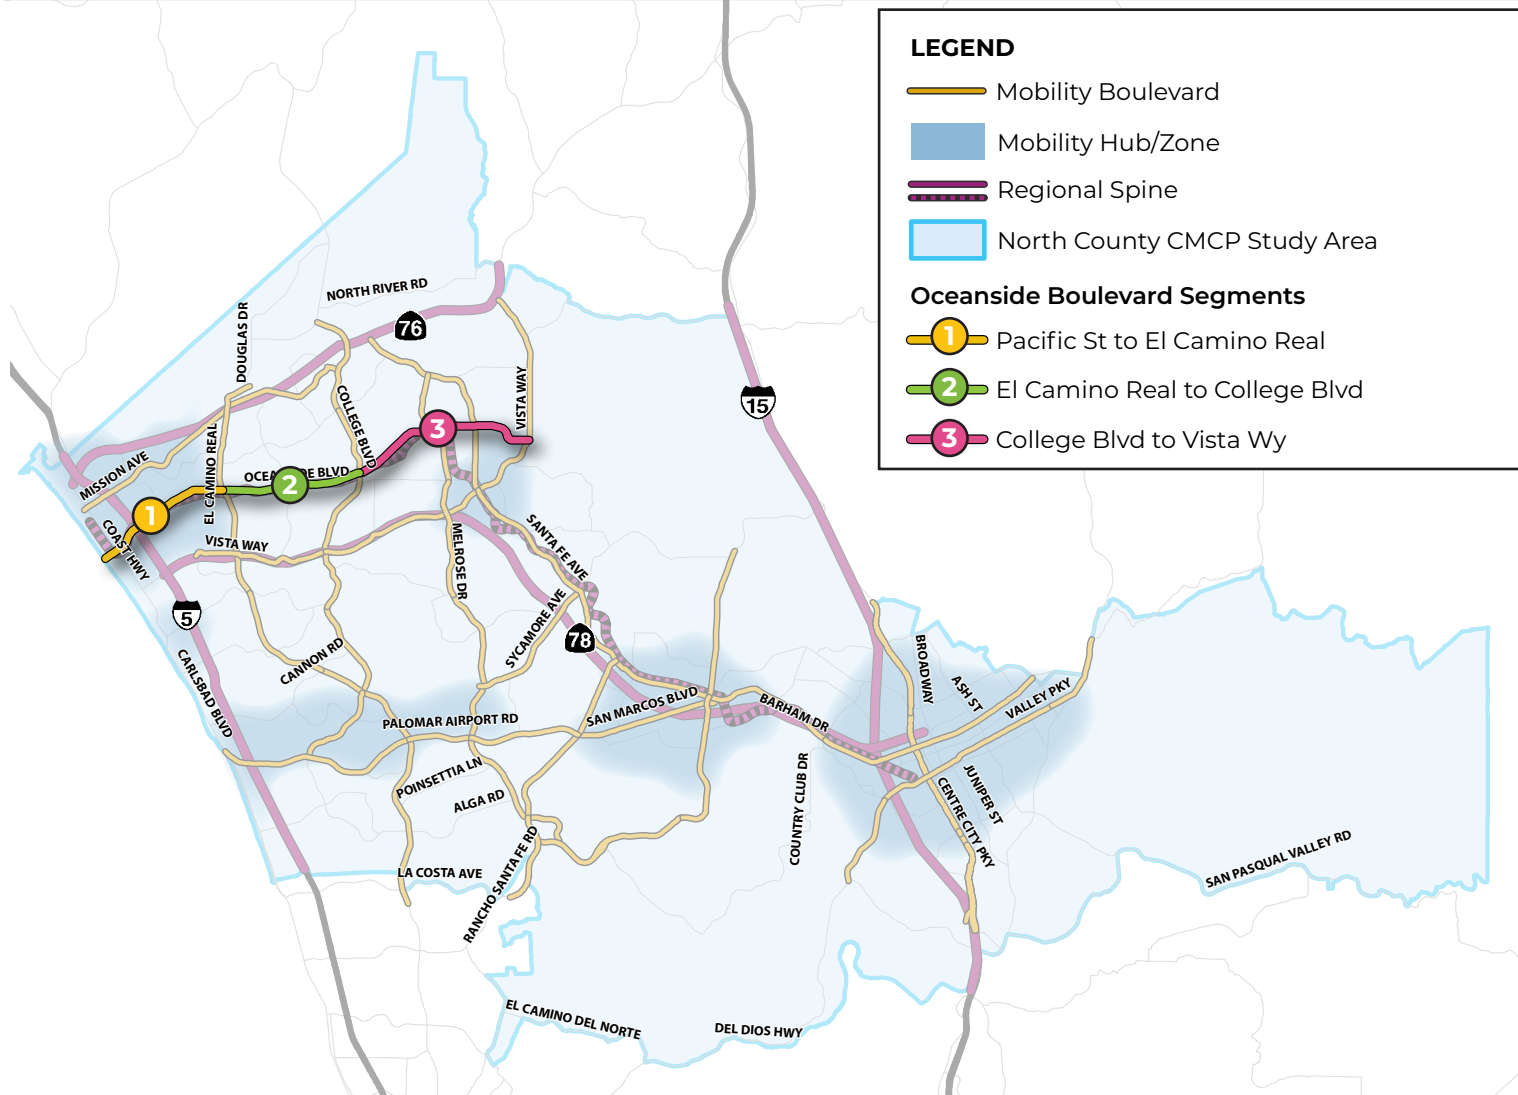 LEGEND
Mobility Boulevard
Mobility Hub/Zone
Regional Spine
North County CMCP Study Area
Oceanside Boulevard Segments
1 Pacific St to El Camino Real
2 El Camino Real to College Blvd
3 College Blvd to Vista Wy
NORTH RIVER RD
76
DOUGLAS DR
VISTA WAY
15
COLLEGE BLVD
3
MISSION AVE
EL CAMINO REAL
OCEA DE BLVD
2
1
COAST HWY
VISTA WAY
MELROSE DR
SANTA FE AVE
5
SYCAMORE AVE
78
CANNON RD
CARLSBAD BLVD
BROADWAY
ASH ST
VALLEY PKY
PALOMAR AIRPORT RD
SAN MARCOS BLVD
BARHAM DR
POINSETTIA LN
ALGA RD
COUNTRY CLUB DR
JUNIPER ST
CENTRE CITY PKY
LA COSTA AVE
RANCHO SANTA FE RD
SAN PASQUAL VALLEY RD
EL CAMINO DEL NORTE
DEL DIOS HWY